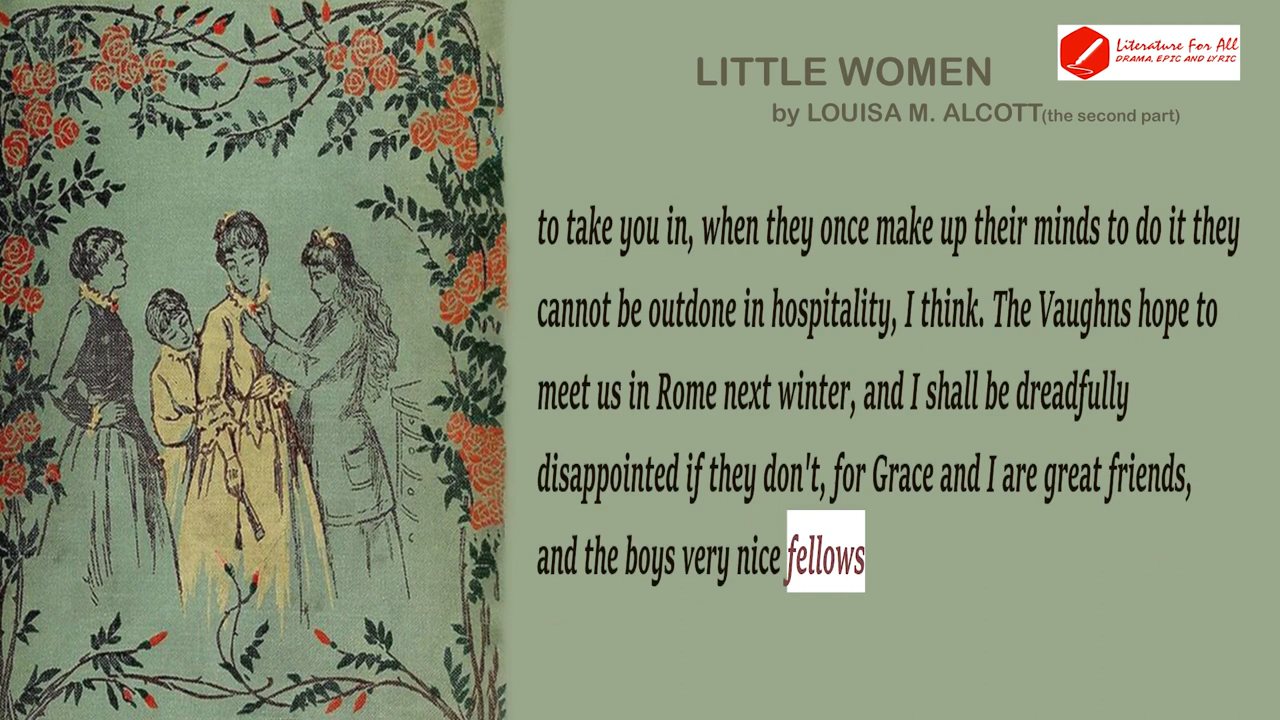 LITTLE WOMEN
by LOUISA M. ALCOTT(the second part)
Literature For All
DRAMA, EPIC AND LYRIC
to take you in, when they once make up their minds to do it they
cannot be outdone in hospitality, I think. The Vaughns hope to
meet us in Rome next winter, and I shall be dreadfully
disappointed if they don't, for Grace and I are great friends,
and the boys very nice fellows